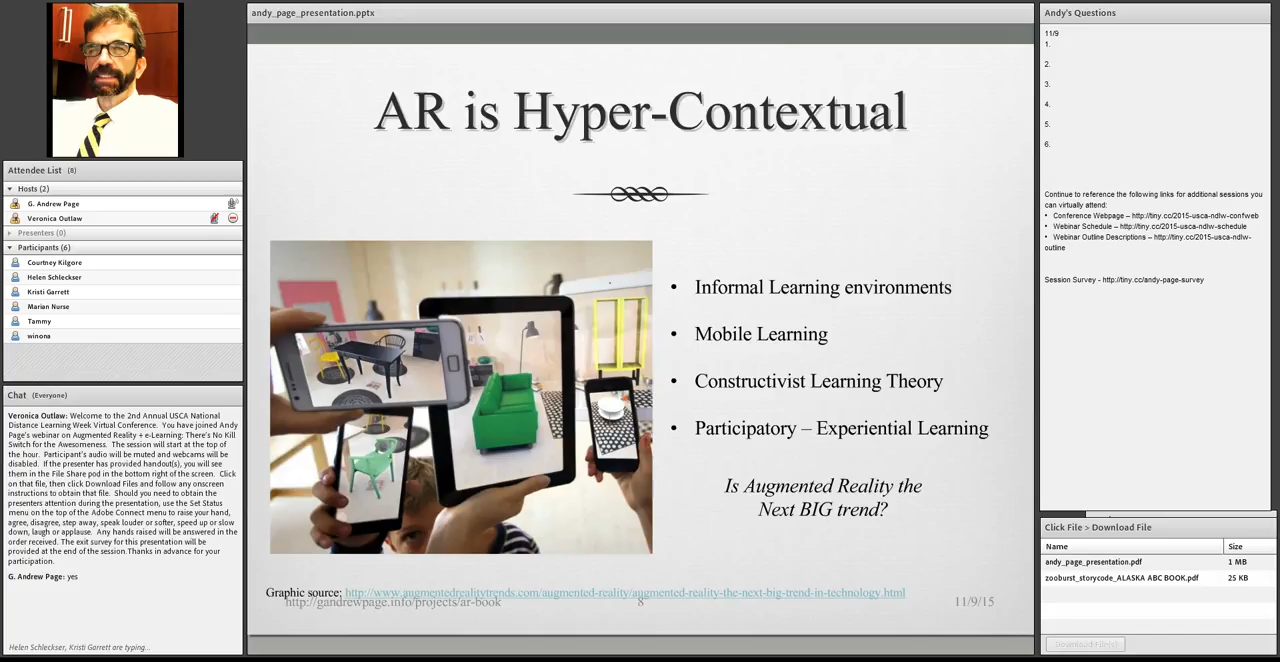 andy_page_presentation.pptx
AR is Hyper-Contextual
• Informal Learning environments
• Mobile Learning
• Constructivist Learning Theory
• Participatory – Experiential Learning
Is Augmented Reality the
Next BIG trend?
Graphic source; http://www.augmentedrealitytrends.com/augmented-reality/augmented-reality-the-next-big-trend-in-technology.html
http://gandrewpage.info/projects/ar-book
8
11/9/15
Attendee List (8)
Hosts (2)
G. Andrew Page
Veronica Outlaw
Presenters (0)
Participants (6)
Courtney Kilgore
Helen Schleckser
Kristi Garrett
Marian Nurse
Tammy
winona
Chat (Everyone)
Veronica Outlaw: Welcome to the 2nd Annual USCA National
Distance Learning Week Virtual Conference. You have joined Andy
Page's webinar on Augmented Reality + e-Learning: There's No Kill
Switch for the Awesomeness. The session will start at the top of
the hour. Participant's audio will be muted and webcams will be
disabled. If the presenter has provided handout(s), you will see
them in the File Share pod in the bottom right of the screen. Click
on that file, then click Download Files and follow any onscreen
instructions to obtain that file. Should you need to obtain the
presenters attention during the presentation, use the Set Status
menu on the top of the Adobe Connect menu to raise your hand,
agree, disagree, step away, speak louder or softer, speed up or slow
down, laugh or applause. Any hands raised will be answered in the
order received. The exit survey for this presentation will be
provided at the end of the session.Thanks in advance for your
participation.
G. Andrew Page: yes
Helen Schleckser, Kristi Garrett are typing...
Andy's Questions
11/9
1.
2.
3.
4.
5.
6.
Continue to reference the following links for additional sessions you
can virtually attend:
• Conference Webpage – http://tiny.cc/2015-usca-ndlw-confweb
• Webinar Schedule – http://tiny.cc/2015-usca-ndlw-schedule
• Webinar Outline Descriptions – http://tiny.cc/2015-usca-ndlw-
outline
Session Survey - http://tiny.cc/andy-page-survey
Click File > Download File
Name Size
andy_page_presentation.pdf 1 MB
zooburst_storycode_ALASKA ABC BOOK.pdf 25 KB
Download File(s)